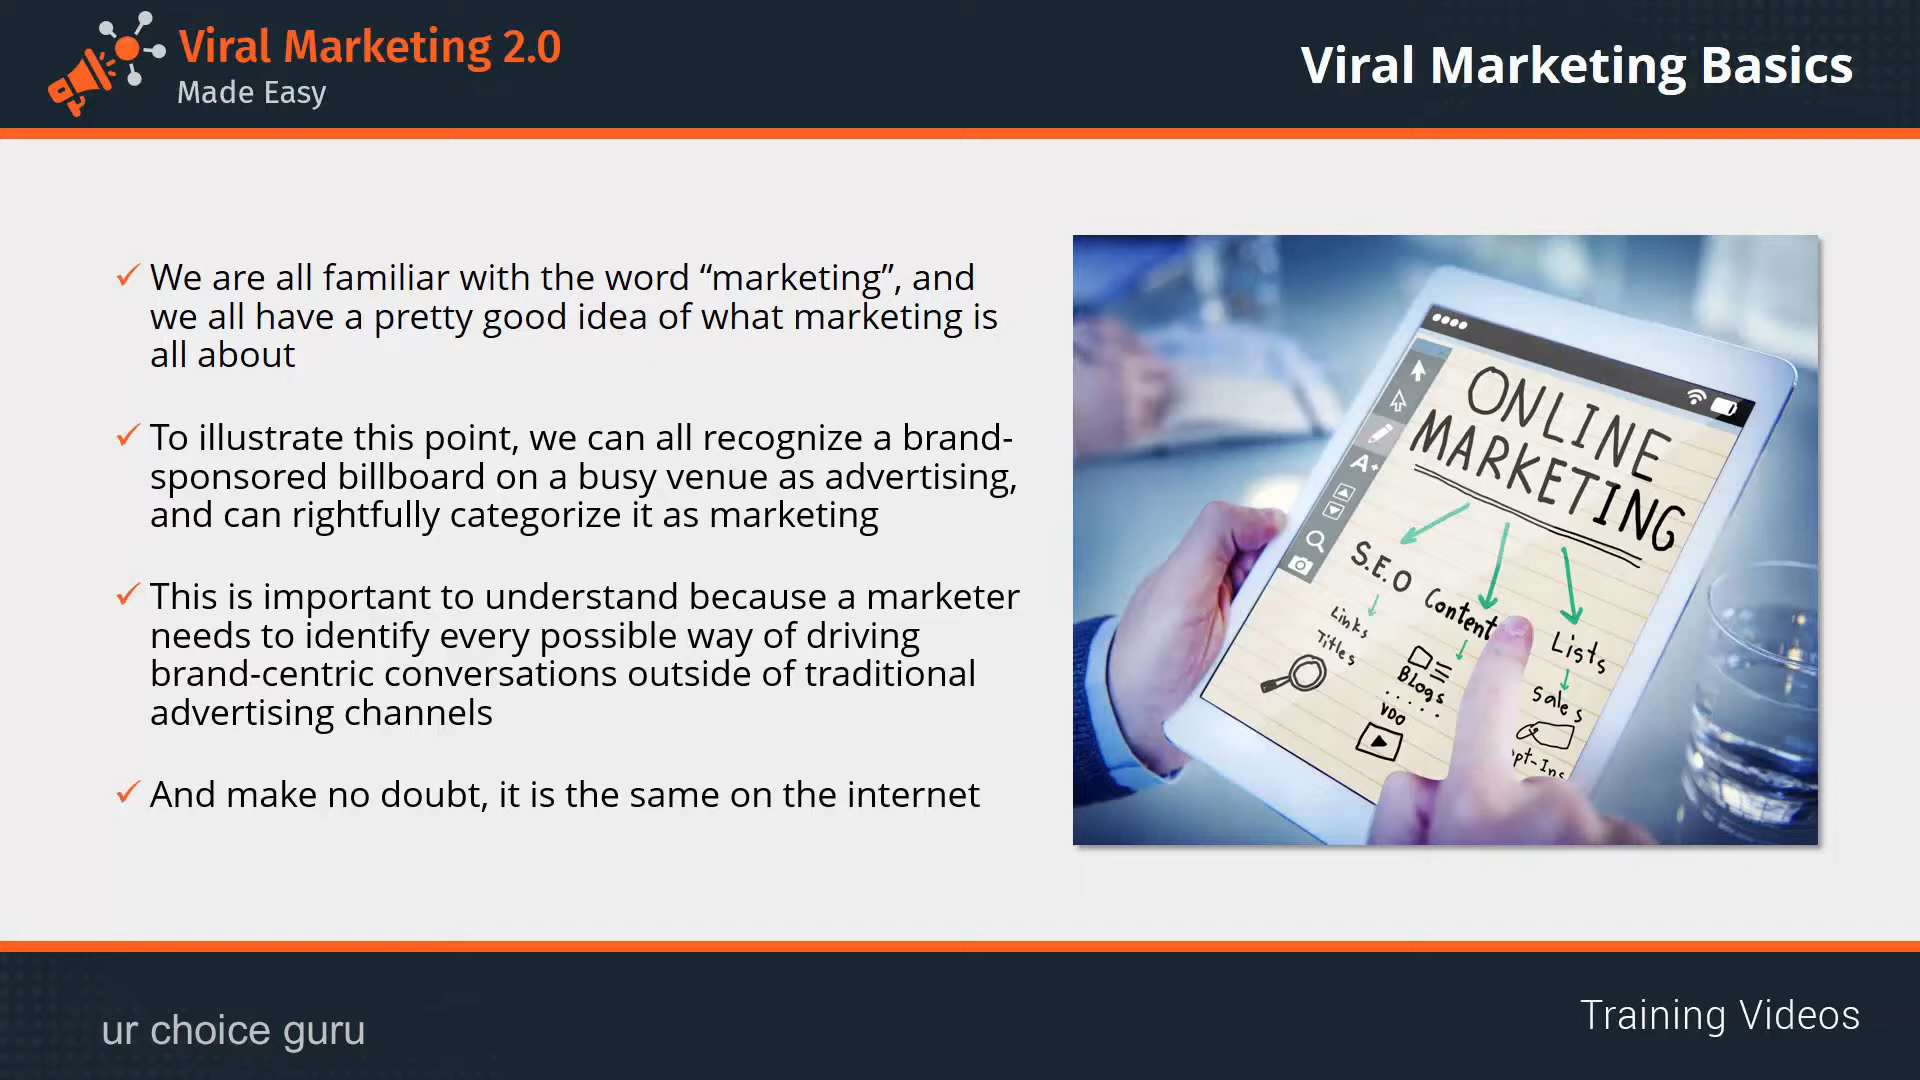 Viral Marketing 2.0
Made Easy
Viral Marketing Basics
We are all familiar with the word “marketing”, and
we all have a pretty good idea of what marketing is
all about
To illustrate this point, we can all recognize a brand-
sponsored billboard on a busy venue as advertising,
and can rightfully categorize it as marketing
This is important to understand because a marketer
needs to identify every possible way of driving
brand-centric conversations outside of traditional
advertising channels
And make no doubt, it is the same on the internet
ONLINE
MARKETING
S.E.O
Links
Titles
Content
Blogs
VDO
Lists
Sales
pt-Ins
A+
ur choice guru
Training Videos